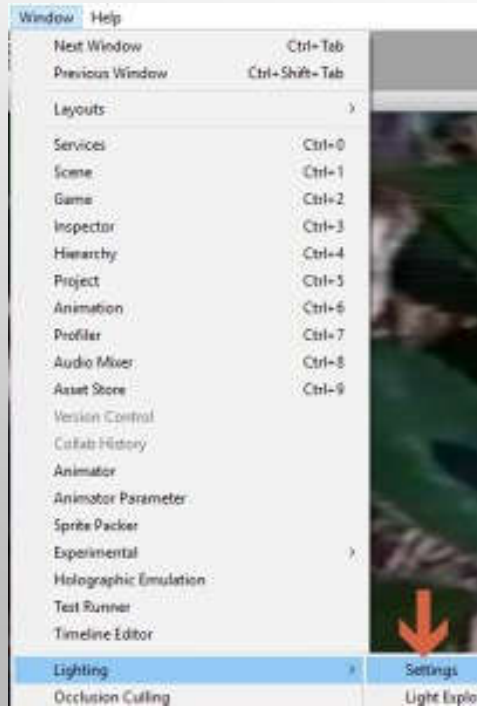 Window Help
Next Window Ctrl+Tab
Previous Window Ctrl+Shift+Tab
Layouts
Services Ctrl+0
Scene Ctrl+1
Game Ctrl+2
Inspector Ctrl+3
Hierarchy Ctrl+4
Project Ctrl+5
Animation Ctrl+6
Profiler Ctrl+7
Audio Mixer Ctrl+8
Asset Store Ctrl+9
Version Control
Collab History
Animator
Animator Parameter
Sprite Packer
Experimental
Holographic Emulation
Test Runner
Timeline Editor
Lighting Settings
Occlusion Culling Light Explo